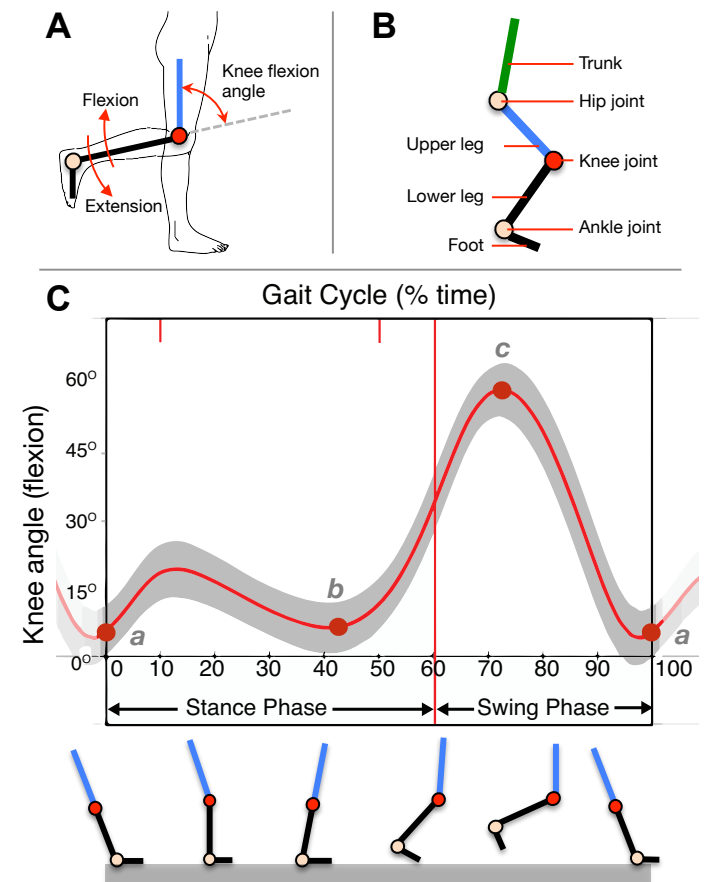 A
Knee flexion
angle
Flexion
Extension
B
Trunk
Hip joint
Upper leg
Knee joint
Lower leg
Ankle joint
Foot
C
Gait Cycle (% time)
Knee angle (flexion)
60°
45°
30°
15°
0°
a
b
c
a
0 10 20 30 40 50 60 70 80 90 100
Stance Phase
Swing Phase